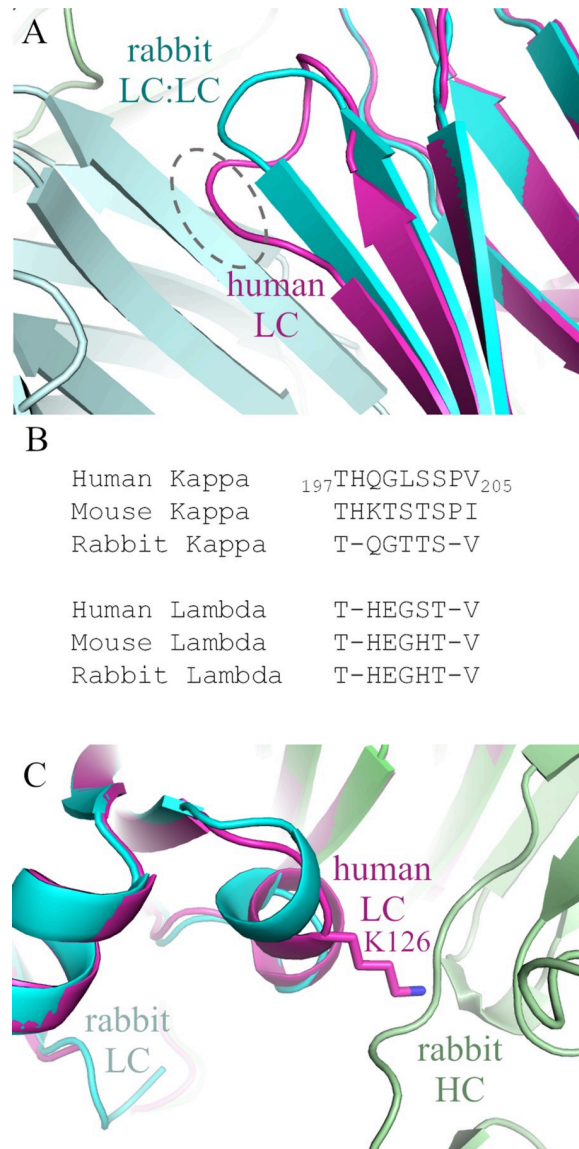 A
rabbit
LC:LC
human
LC
B
Human Kappa 197THQGLSSPV205
Mouse Kappa THKTSTSPI
Rabbit Kappa T-QGTTS-V
Human Lambda T-HEGST-V
Mouse Lambda T-HEGHT-V
Rabbit Lambda T-HEGHT-V
C
human
LC
K126
rabbit
LC
rabbit
HC